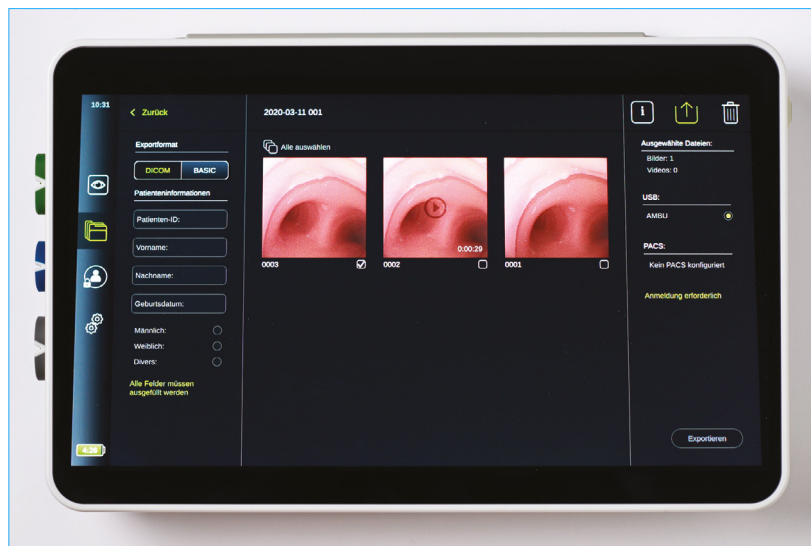 10:31
Zurück
2020-03-11 001
i
Exportformat
DICOM BASIC
Patienteninformationen
Patienten-ID:
Vorname:
Nachname:
Geburtsdatum:
Männlich:
Weiblich:
Divers:
Alle Felder müssen
ausgefüllt werden
4:26
Alle auswählen
0:00:29
0003
0002
0001
Ausgewählte Dateien:
Bilder: 1
Videos: 0
USB:
AMBU
PACS:
Kein PACS konfiguriert
Anmeldung erforderlich
Exportieren